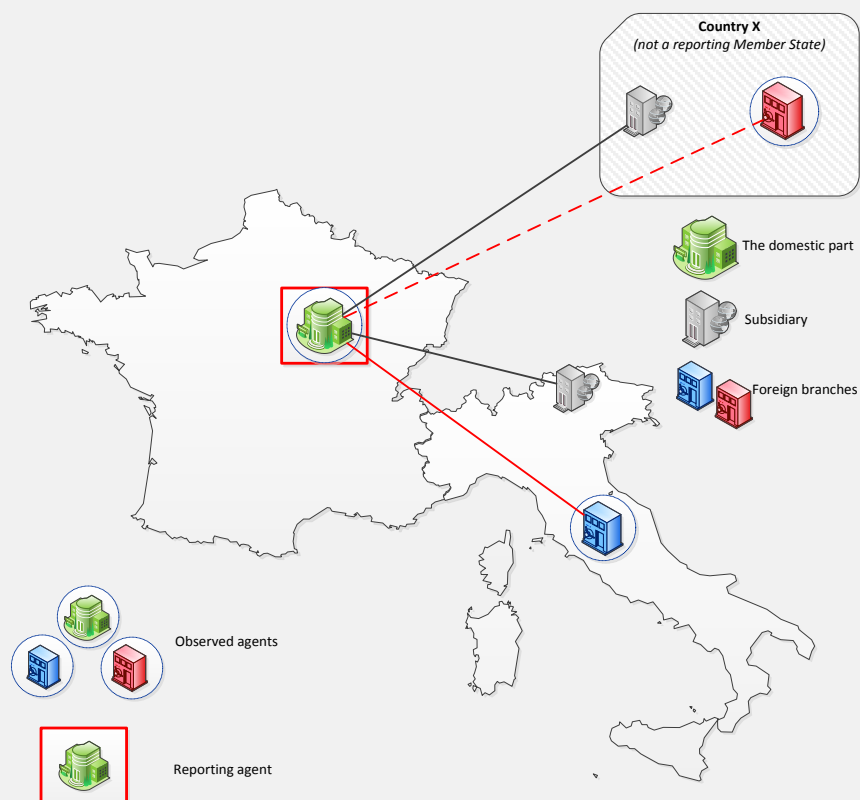 Country X
(not a reporting Member State)
The domestic part
Subsidiary
Foreign branches
Observed agents
Reporting agent